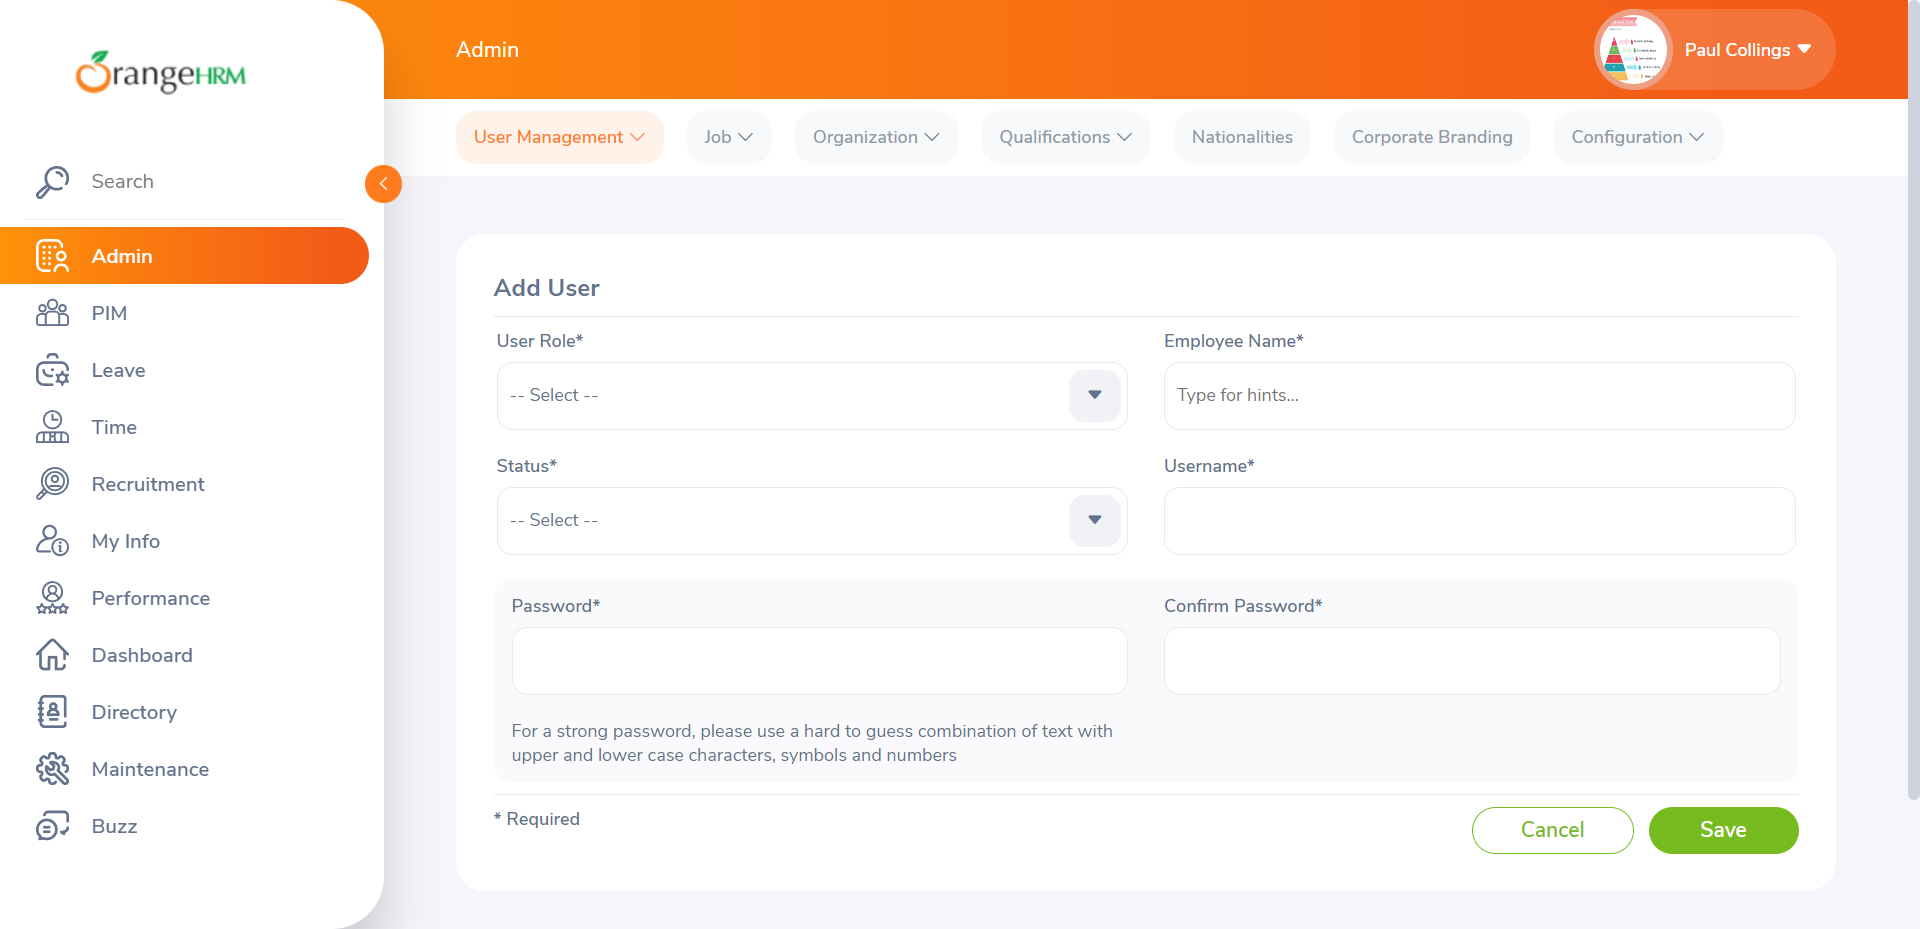 OrangeHRM
Search
Admin
PIM
Leave
Time
Recruitment
My Info
Performance
Dashboard
Directory
Maintenance
Buzz
Admin
Paul Collings
User Management
Job
Organization
Qualifications
Nationalities
Corporate Branding
Configuration
Add User
User Role*
-- Select --
Employee Name*
Type for hints...
Status*
-- Select --
Username*
Password*
Confirm Password*
For a strong password, please use a hard to guess combination of text with
upper and lower case characters, symbols and numbers
* Required
Cancel
Save